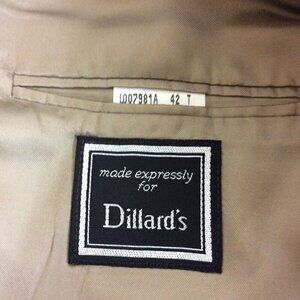 L007981A 42 T
made expressly
for
Dillard's